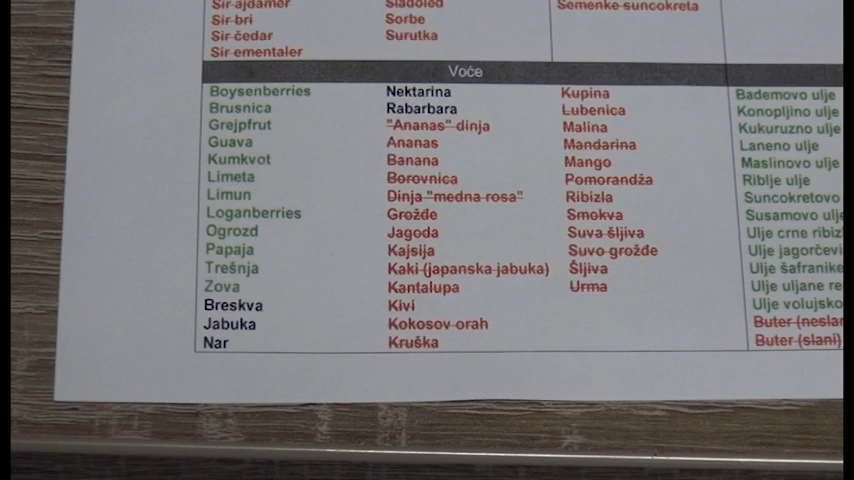 Sir ajdamer
Sir bri
Sir čedar
Sir ementaler
Sladoled
Sorbe
Surutka
Semenke suncokreta
Voće
Boysenberries
Brusnica
Grejpfrut
Guava
Kumkvot
Limeta
Limun
Loganberries
Ogrozd
Papaja
Trešnja
Zova
Breskva
Jabuka
Nar
Nektarina
Rabarbara
"Ananas" dinja
Ananas
Banana
Borovnica
Dinja "medna rosa"
Grožđe
Jagoda
Kajsija
Kaki (japanska jabuka)
Kantalupa
Kivi
Kokosov orah
Kruška
Kupina
Lubenica
Malina
Mandarina
Mango
Pomorandža
Ribizla
Smokva
Suva šljiva
Suvo grožđe
Šljiva
Urma
Bademovo ulje
Konopljino ulje
Kukuruzno ulje
Laneno ulje
Maslinovo ulje
Riblje ulje
Suncokretovo
Susamovo ulje
Ulje crne ribiz
Ulje jagorčevi
Ulje šafranike
Ulje uljane re
Ulje volujsko
Buter (neslan
Buter (slani)